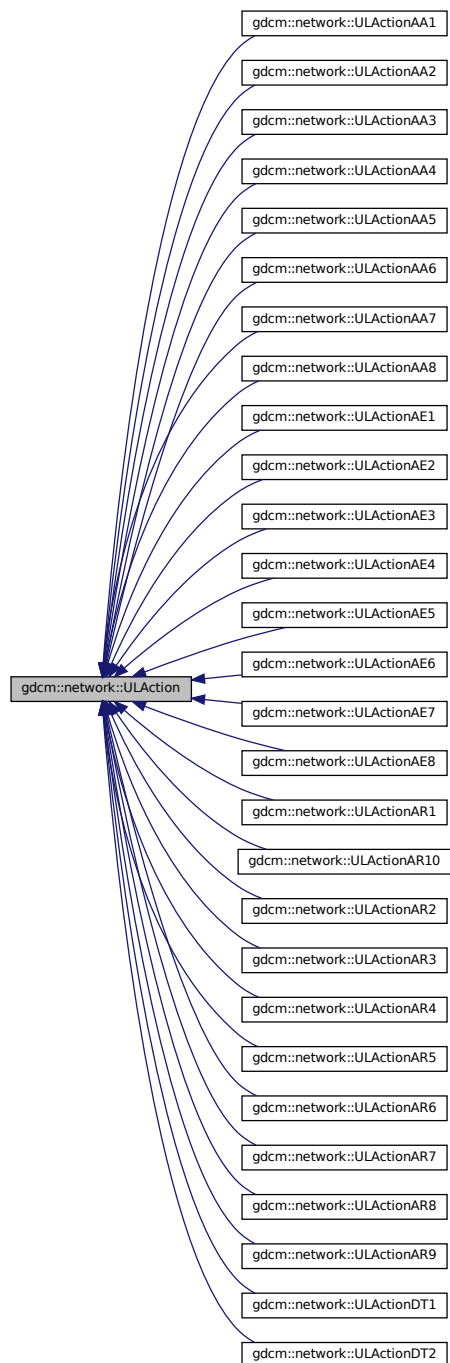 gdcm::network::ULActionAA1
gdcm::network::ULActionAA2
gdcm::network::ULActionAA3
gdcm::network::ULActionAA4
gdcm::network::ULActionAA5
gdcm::network::ULActionAA6
gdcm::network::ULActionAA7
gdcm::network::ULActionAA8
gdcm::network::ULActionAE1
gdcm::network::ULActionAE2
gdcm::network::ULActionAE3
gdcm::network::ULActionAE4
gdcm::network::ULActionAE5
gdcm::network::ULActionAE6
gdcm::network::ULAction
gdcm::network::ULActionAE7
gdcm::network::ULActionAE8
gdcm::network::ULActionAR1
gdcm::network::ULActionAR10
gdcm::network::ULActionAR2
gdcm::network::ULActionAR3
gdcm::network::ULActionAR4
gdcm::network::ULActionAR5
gdcm::network::ULActionAR6
gdcm::network::ULActionAR7
gdcm::network::ULActionAR8
gdcm::network::ULActionAR9
gdcm::network::ULActionDT1
gdcm::network::ULActionDT2